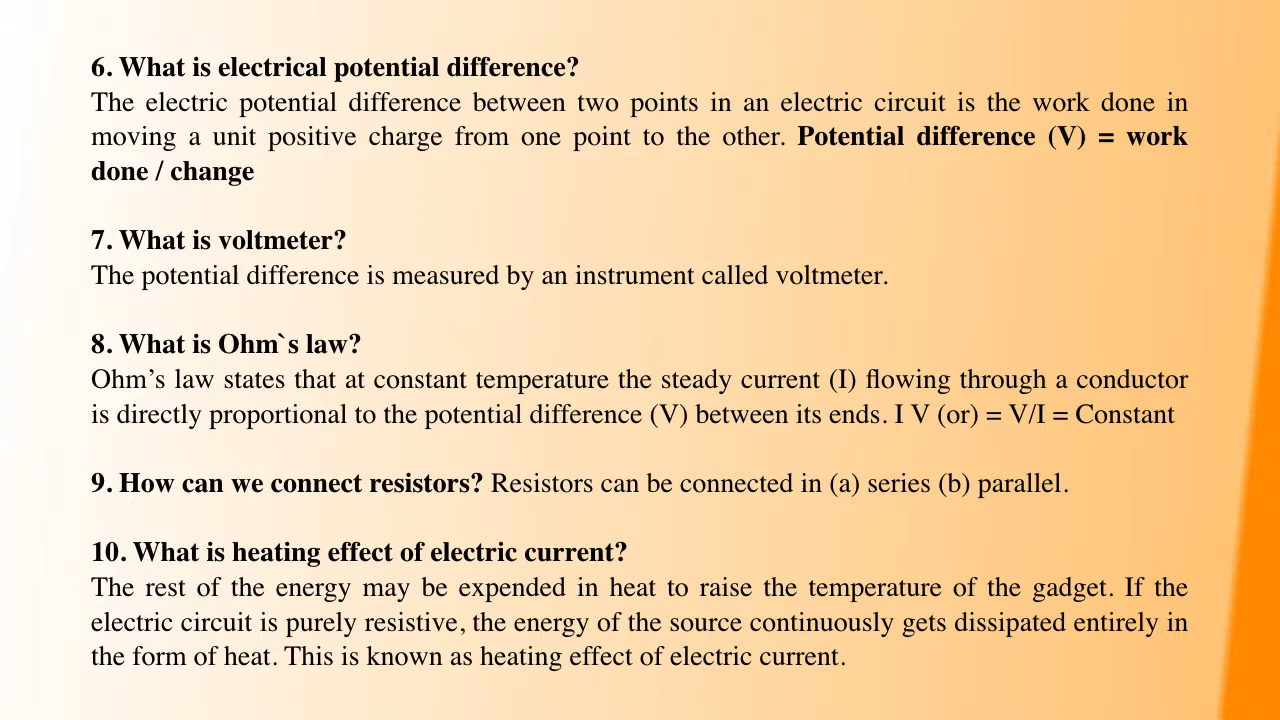 6. What is electrical potential difference?
The electric potential difference between two points in an electric circuit is the work done in
moving a unit positive charge from one point to the other. Potential difference (V) = work
done / change
7. What is voltmeter?
The potential difference is measured by an instrument called voltmeter.
8. What is Ohm`s law?
Ohm’s law states that at constant temperature the steady current (I) flowing through a conductor
is directly proportional to the potential difference (V) between its ends. I V (or) = V/I = Constant
9. How can we connect resistors? Resistors can be connected in (a) series (b) parallel.
10. What is heating effect of electric current?
The rest of the energy may be expended in heat to raise the temperature of the gadget. If the
electric circuit is purely resistive, the energy of the source continuously gets dissipated entirely in
the form of heat. This is known as heating effect of electric current.